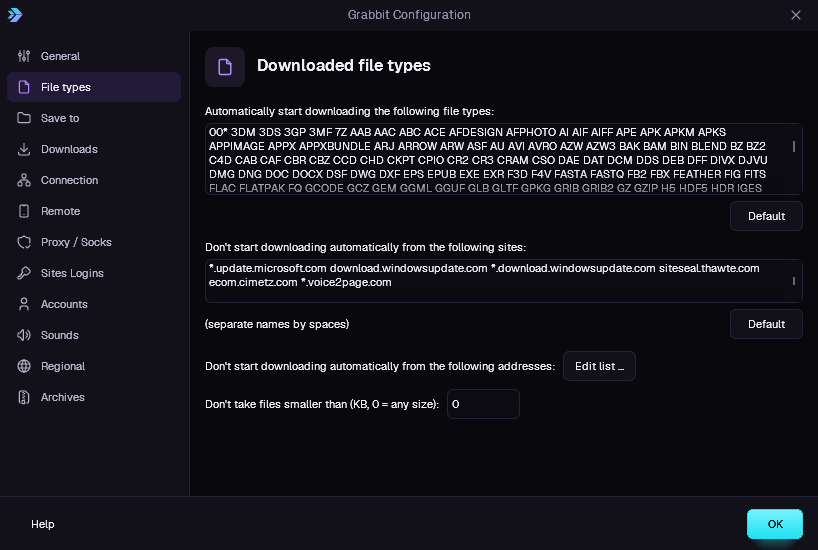 Grabbit Configuration
General
File types
Save to
Downloads
Connection
Remote
Proxy / Socks
Sites Logins
Accounts
Sounds
Regional
Archives
Downloaded file types
Automatically start downloading the following file types:
00* 3DM 3DS 3GP 3MF 7Z AAB AAC ABC ACE AFDESIGN AFPHOTO AI AIF AIFF APE APK APKM APKS
APPIMAGE APPX APPXBUNDLE ARJ ARROW ARW ASF AU AVI AVRO AZW AZW3 BAK BAM BIN BLEND BZ BZ2
C4D CAB CAF CBR CBZ CCD CHD CKPT CPIO CR2 CR3 CRAM CSO DAE DAT DCM DDS DEB DFF DIVX DJVU
DMG DNG DOC DOCX DSF DWG DXF EPS EPUB EXE EXR F3D F4V FASTA FASTQ FB2 FBX FEATHER FIG FITS
FLAC FLATPAK FQ GCODE GCZ GEM GGML GGUF GLB GLTF GPKG GRIB GRIB2 GZ GZIP H5 HDF5 HDR IGES
Default
Don't start downloading automatically from the following sites:
*.update.microsoft.com download.windowsupdate.com *.download.windowsupdate.com siteseal.thawte.com
ecom.cimetz.com *.voice2page.com
(separate names by spaces)
Default
Don't start downloading automatically from the following addresses:
Edit list ...
Don't take files smaller than (KB, 0 = any size):
0
Help
OK